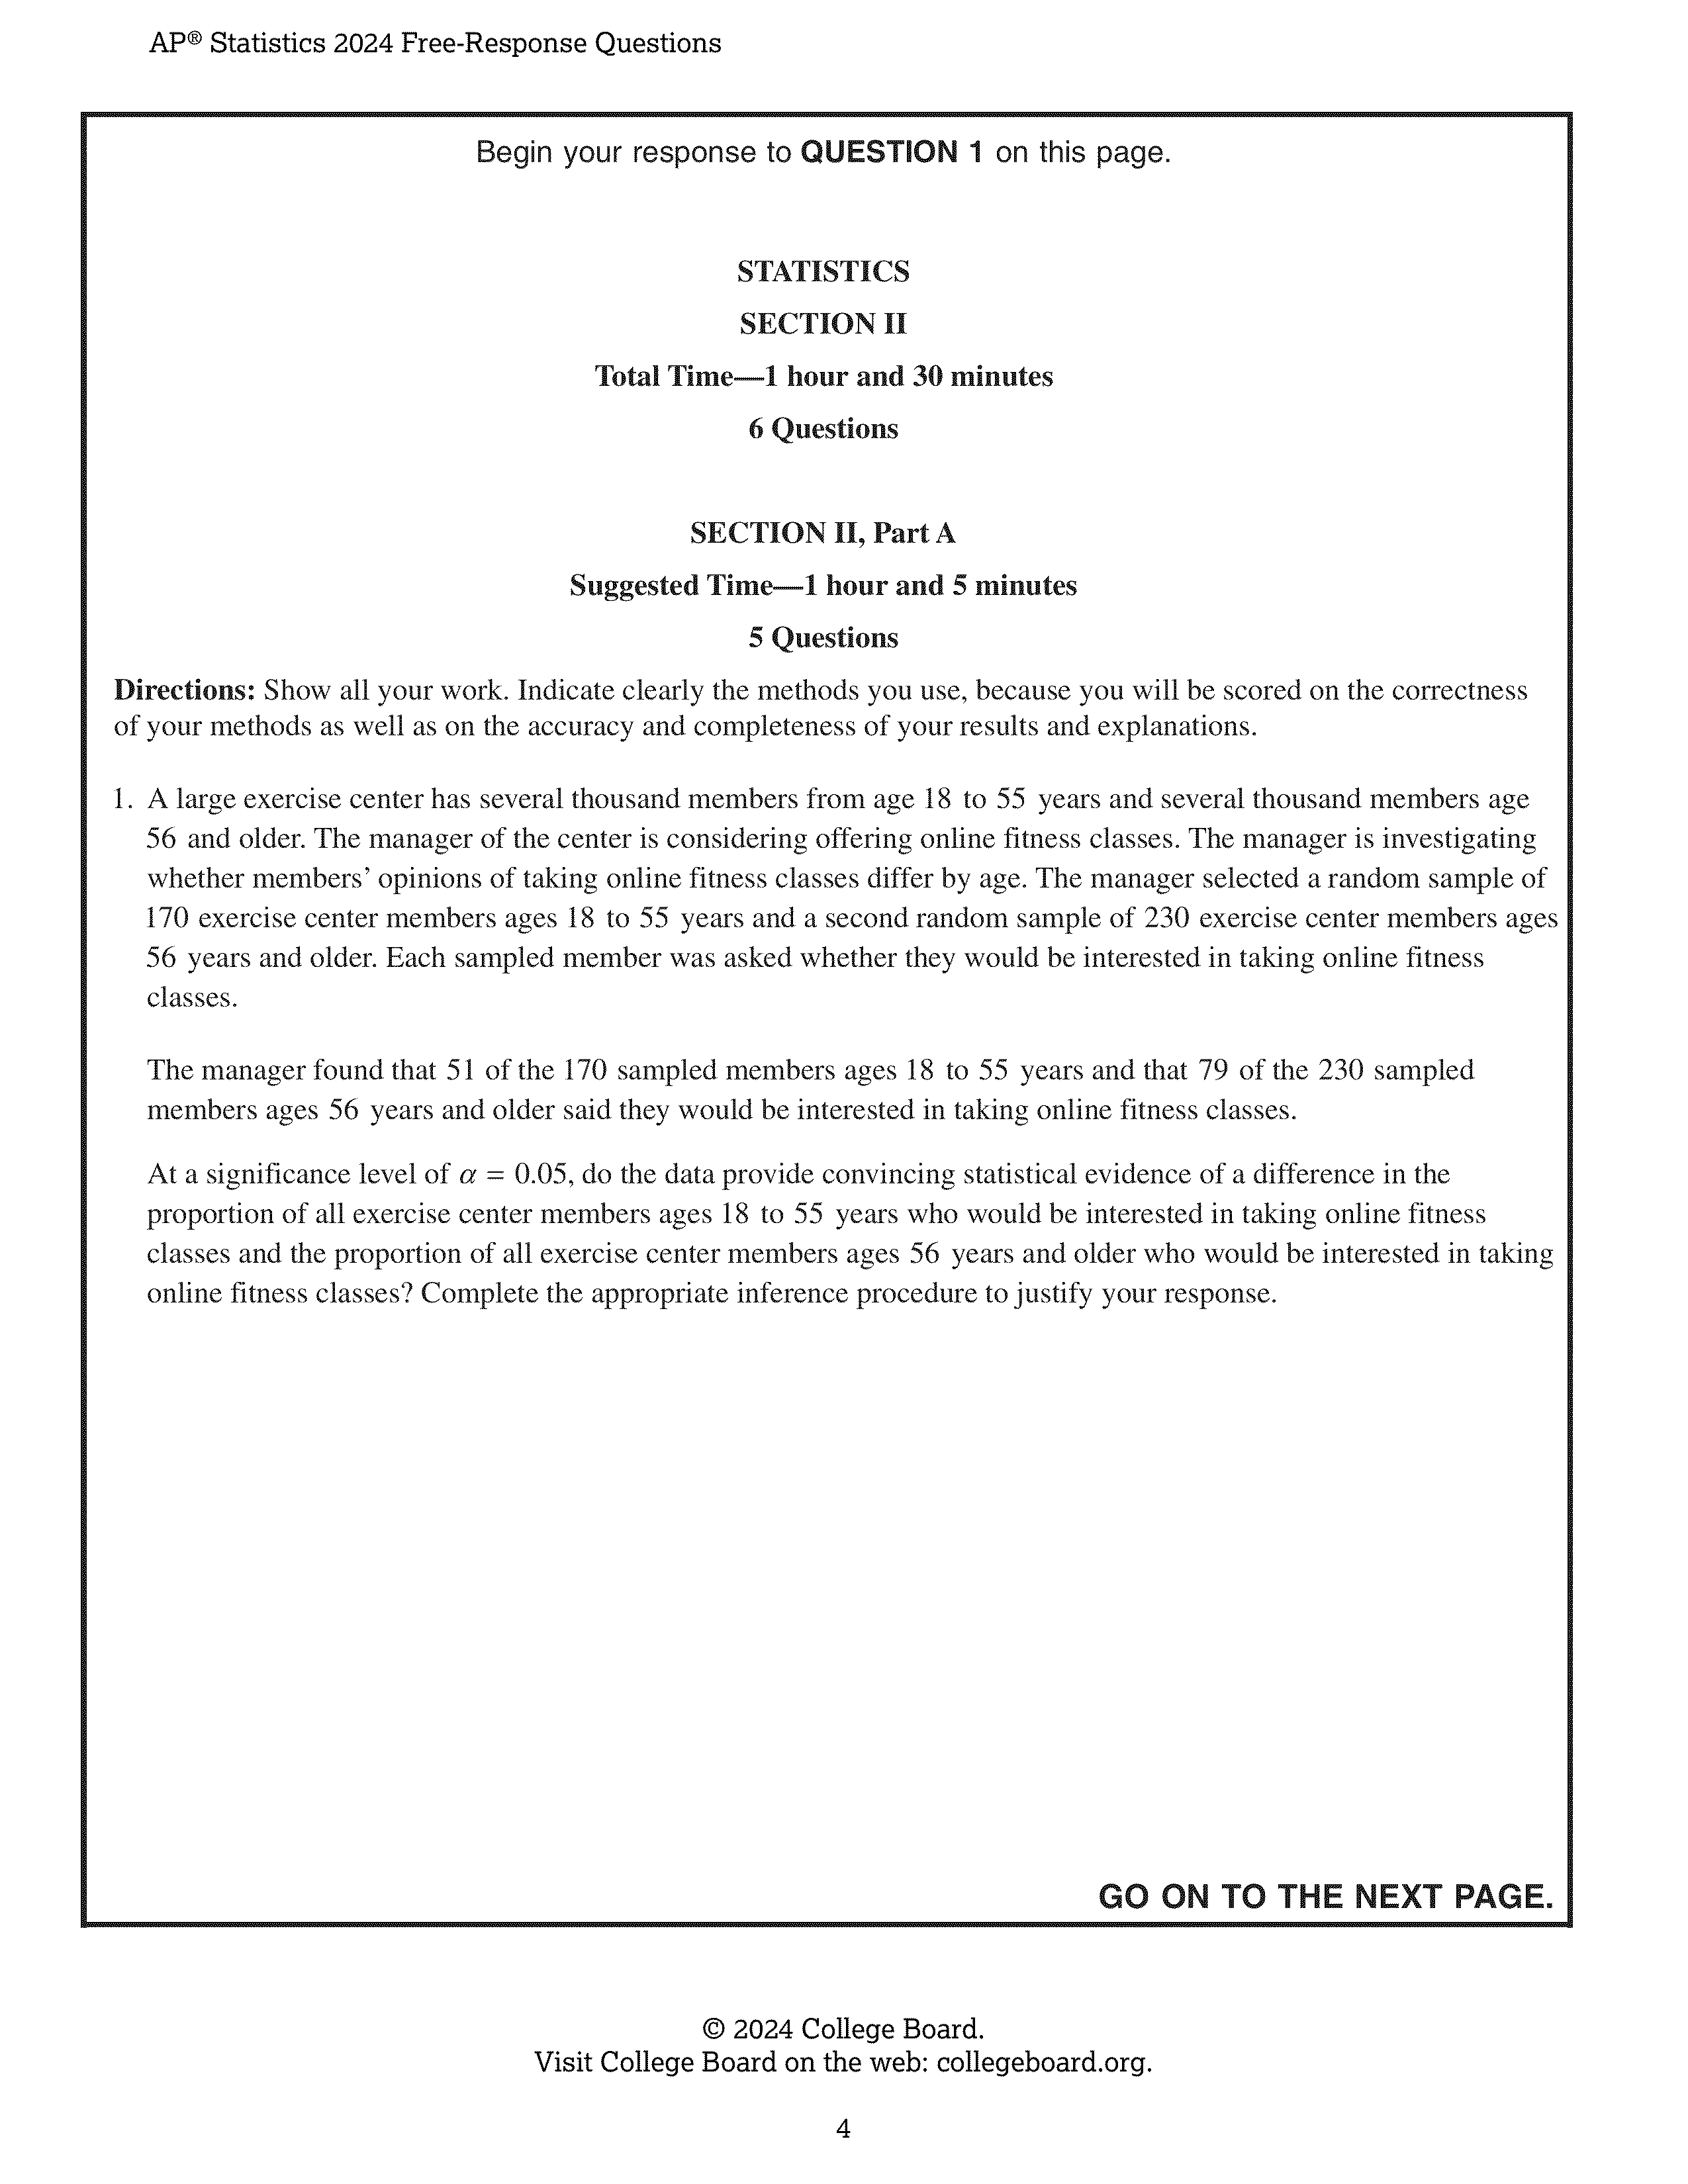 AP® Statistics 2024 Free-Response Questions
Begin your response to QUESTION 1 on this page.
STATISTICS
SECTION II
Total Time—1 hour and 30 minutes
6 Questions
SECTION II, Part A
Suggested Time—1 hour and 5 minutes
5 Questions
Directions: Show all your work. Indicate clearly the methods you use, because you will be scored on the correctness
of your methods as well as on the accuracy and completeness of your results and explanations.
1. A large exercise center has several thousand members from age 18 to 55 years and several thousand members age
56 and older. The manager of the center is considering offering online fitness classes. The manager is investigating
whether members’ opinions of taking online fitness classes differ by age. The manager selected a random sample of
170 exercise center members ages 18 to 55 years and a second random sample of 230 exercise center members ages
56 years and older. Each sampled member was asked whether they would be interested in taking online fitness
classes.
The manager found that 51 of the 170 sampled members ages 18 to 55 years and that 79 of the 230 sampled
members ages 56 years and older said they would be interested in taking online fitness classes.
At a significance level of α = 0.05, do the data provide convincing statistical evidence of a difference in the
proportion of all exercise center members ages 18 to 55 years who would be interested in taking online fitness
classes and the proportion of all exercise center members ages 56 years and older who would be interested in taking
online fitness classes? Complete the appropriate inference procedure to justify your response.
GO ON TO THE NEXT PAGE.
© 2024 College Board.
Visit College Board on the web: collegeboard.org.
4